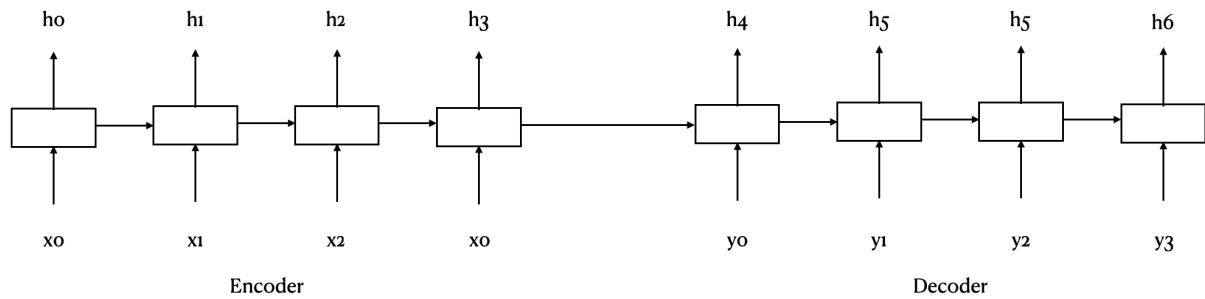 h0 h1 h2 h3 h4 h5 h5 h6
x0 x1 x2 x0 y0 y1 y2 y3
Encoder Decoder